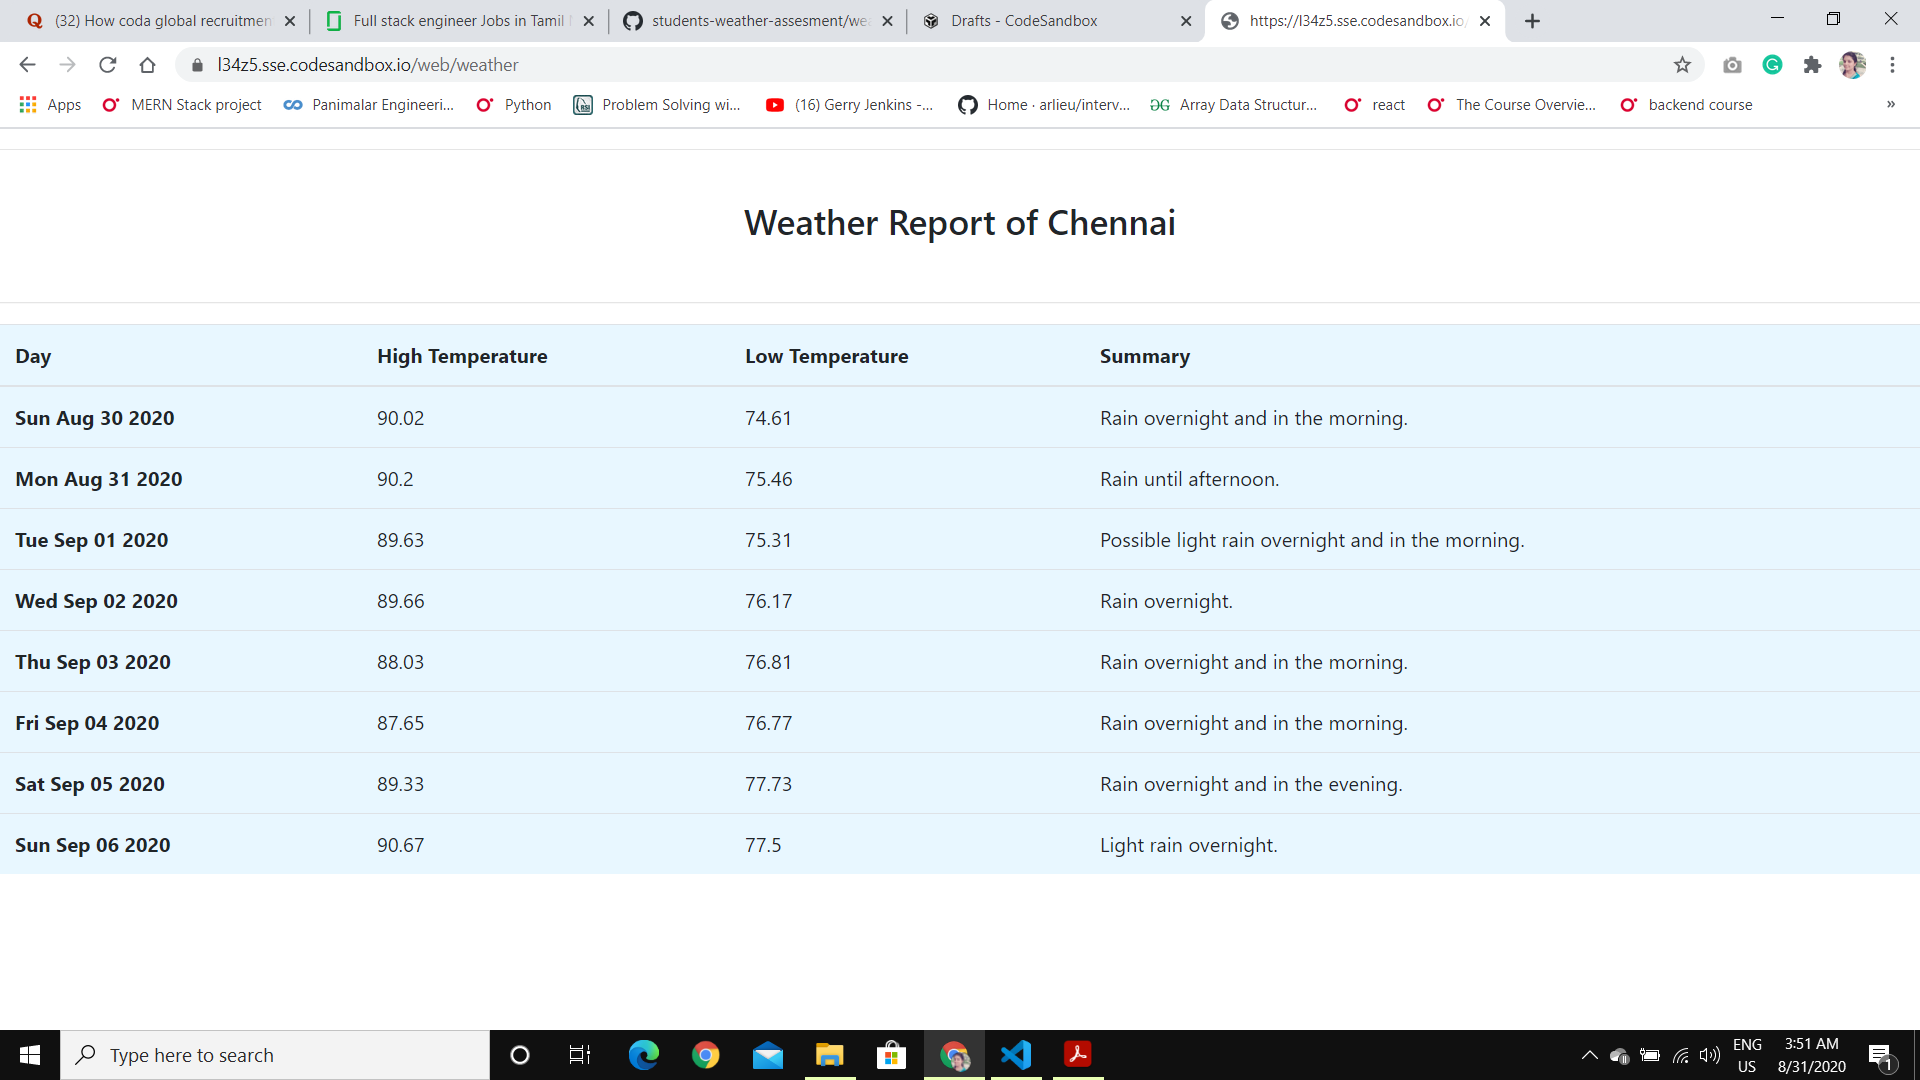 (32) How coda global recruitmen
Full stack engineer Jobs in Tamil
students-weather-assesment/wea
Drafts - CodeSandbox
https://l34z5.sse.codesandbox.io/
l34z5.sse.codesandbox.io/web/weather
Apps
MERN Stack project
Panimalar Engineeri...
Python
Problem Solving wi...
(16) Gerry Jenkins -...
Home · arlieu/interv...
Array Data Structur...
react
The Course Overvie...
backend course
»
Weather Report of Chennai
Day High Temperature Low Temperature Summary
Sun Aug 30 2020 90.02 74.61 Rain overnight and in the morning.
Mon Aug 31 2020 90.2 75.46 Rain until afternoon.
Tue Sep 01 2020 89.63 75.31 Possible light rain overnight and in the morning.
Wed Sep 02 2020 89.66 76.17 Rain overnight.
Thu Sep 03 2020 88.03 76.81 Rain overnight and in the morning.
Fri Sep 04 2020 87.65 76.77 Rain overnight and in the morning.
Sat Sep 05 2020 89.33 77.73 Rain overnight and in the evening.
Sun Sep 06 2020 90.67 77.5 Light rain overnight.
Type here to search
ENG
US
3:51 AM
8/31/2020
1